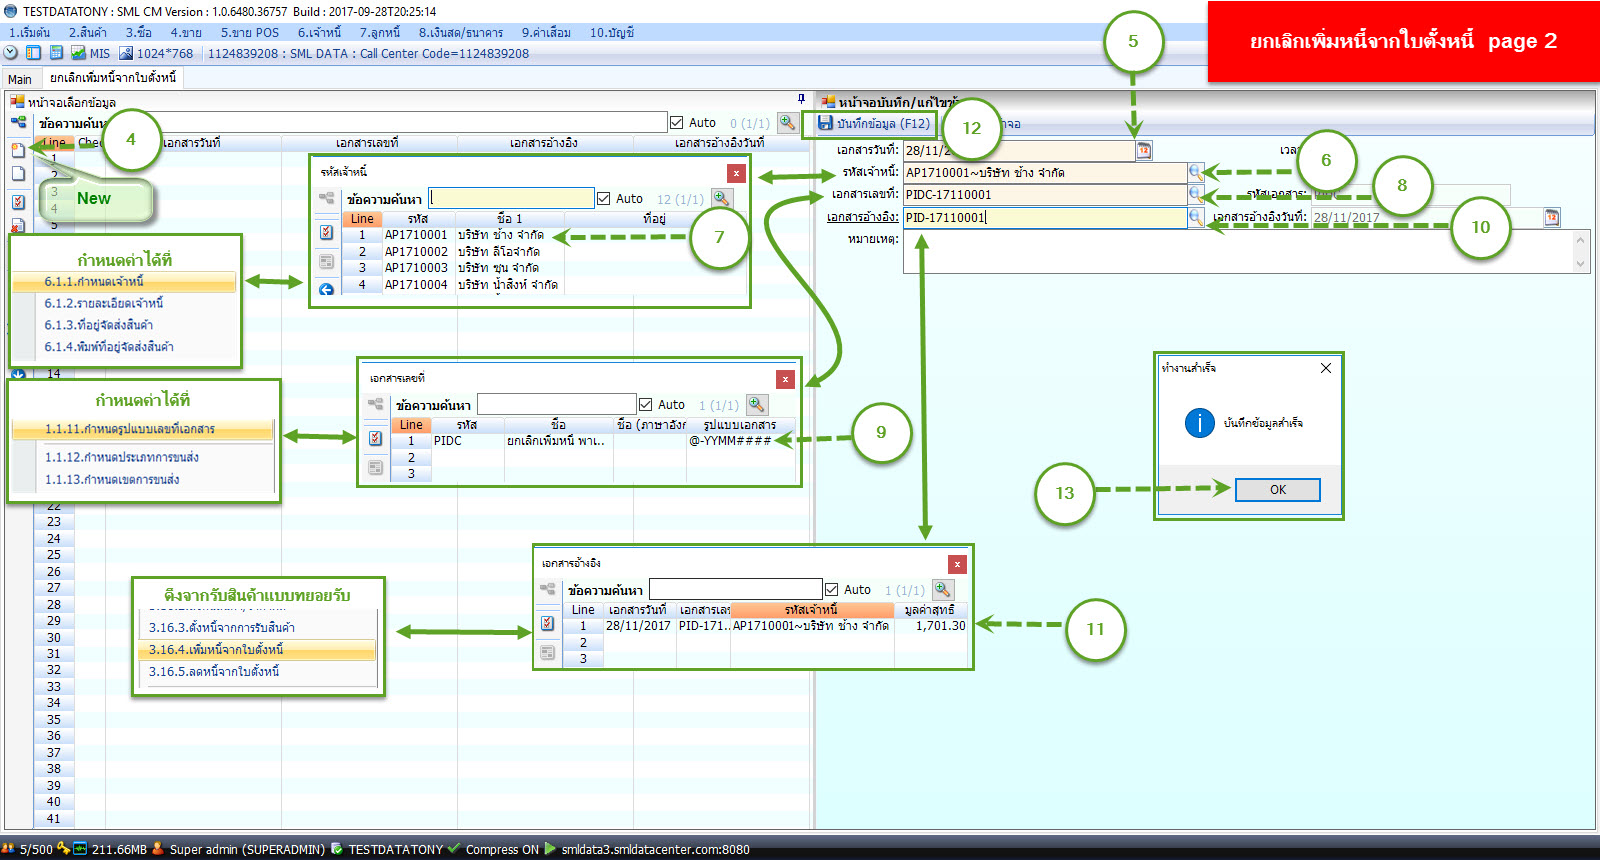 TESTDATATONY : SML CM Version : 1.0.6480.36757 Build : 2017-09-28T20:25:14
1.เริ่มต้น 2.สินค้า 3.ซื้อ 4.ขาย 5.ขาย POS 6.เจ้าหนี้ 7.ลูกหนี้ 8.เงินสด/ธนาคาร 9.ค่าเสื่อม 10.บัญชี
MIS 1024*768 1124839208 : SML DATA : Call Center Code=1124839208
ยกเลิกเพิ่มหนี้จากใบตั้งหนี้ page 2
5
Main ยกเลิกเพิ่มหนี้จากใบตั้งหนี้
หน้าจอเลือกข้อมูล
ข้อความค้นหา Auto 0 (1/1)
Line เอกสารวันที่ เอกสารเลขที่ เอกสารอ้างอิง เอกสารอ้างอิงวันที่
1
2
3
4
5
4
New
หน้าจอบันทึก/แก้ไข
บันทึกข้อมูล (F12)
12
เอกสารวันที่: 28/11/
รหัสเจ้าหนี้: AP1710001~บริษัท ช้าง จำกัด
6
เอกสารเลขที่: PIDC-17110001 รหัสเอกสาร:
8
เอกสารอ้างอิง: PID-17110001 เอกสารอ้างอิงวันที่: 28/11/2017
10
หมายเหตุ:
รหัสเจ้าหนี้
x
ข้อความค้นหา Auto 12 (1/1)
Line รหัส ชื่อ 1 ที่อยู่
1 AP1710001 บริษัท ช้าง จำกัด
2 AP1710002 บริษัท ลีโอจำกัด
3 AP1710003 บริษัท ซุน จำกัด
4 AP1710004 บริษัท น้ำสิงห์ จำกัด
7
กำหนดค่าได้ที่
6.1.1.กำหนดเจ้าหนี้
6.1.2.รายละเอียดเจ้าหนี้
6.1.3.ที่อยู่จัดส่งสินค้า
6.1.4.พิมพ์ที่อยู่จัดส่งสินค้า
14
กำหนดค่าได้ที่
1.1.11.กำหนดรูปแบบเลขที่เอกสาร
1.1.12.กำหนดประเภทการขนส่ง
1.1.13.กำหนดเขตการขนส่ง
เอกสารเลขที่
x
ข้อความค้นหา Auto 1 (1/1)
Line รหัส ชื่อ ชื่อ (ภาษาอังก รูปแบบเอกสาร
1 PIDC ยกเลิกเพิ่มหนี้ พาเ... @-YYMM####
2
3
9
ทำงานสำเร็จ
บันทึกข้อมูลสำเร็จ
OK
13
22
23
24
25
26
27
28
29
30
31
32
33
34
35
36
37
38
39
40
41
ดึงจากรับสินค้าแบบทยอยรับ
3.16.3.ตั้งหนี้จากการรับสินค้า
3.16.4.เพิ่มหนี้จากใบตั้งหนี้
3.16.5.ลดหนี้จากใบตั้งหนี้
เอกสารอ้างอิง
x
ข้อความค้นหา Auto 1 (1/1)
Line เอกสารวันที่ เอกสารเลข รหัสเจ้าหนี้ มูลค่าสุทธิ
1 28/11/2017 PID-171... AP1710001~บริษัท ช้าง จำกัด 1,701.30
2
3
11
5/500 211.66MB Super admin (SUPERADMIN) TESTDATATONY Compress ON smldata3.smldatacenter.com:8080